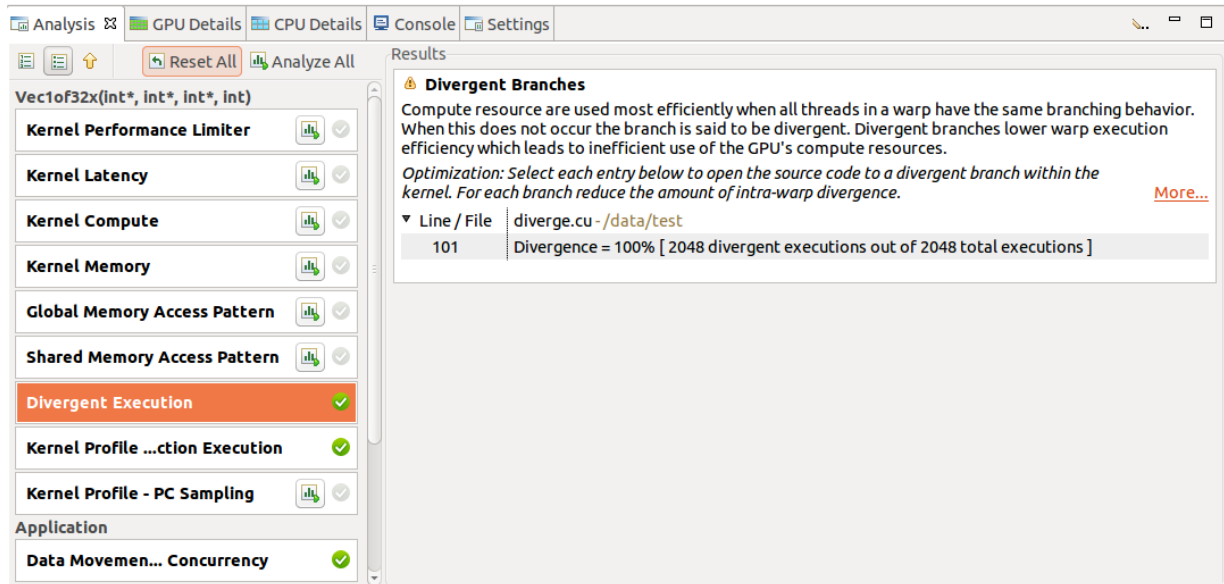 Analysis GPU Details CPU Details Console Settings
Reset All Analyze All
Vec1of32x(int*, int*, int*, int)
Kernel Performance Limiter
Kernel Latency
Kernel Compute
Kernel Memory
Global Memory Access Pattern
Shared Memory Access Pattern
Divergent Execution
Kernel Profile ...ction Execution
Kernel Profile - PC Sampling
Application
Data Movemen... Concurrency
Results
Divergent Branches
Compute resource are used most efficiently when all threads in a warp have the same branching behavior.
When this does not occur the branch is said to be divergent. Divergent branches lower warp execution
efficiency which leads to inefficient use of the GPU's compute resources.
Optimization: Select each entry below to open the source code to a divergent branch within the
kernel. For each branch reduce the amount of intra-warp divergence. More...
Line / File diverge.cu - /data/test
101 Divergence = 100% [ 2048 divergent executions out of 2048 total executions ]